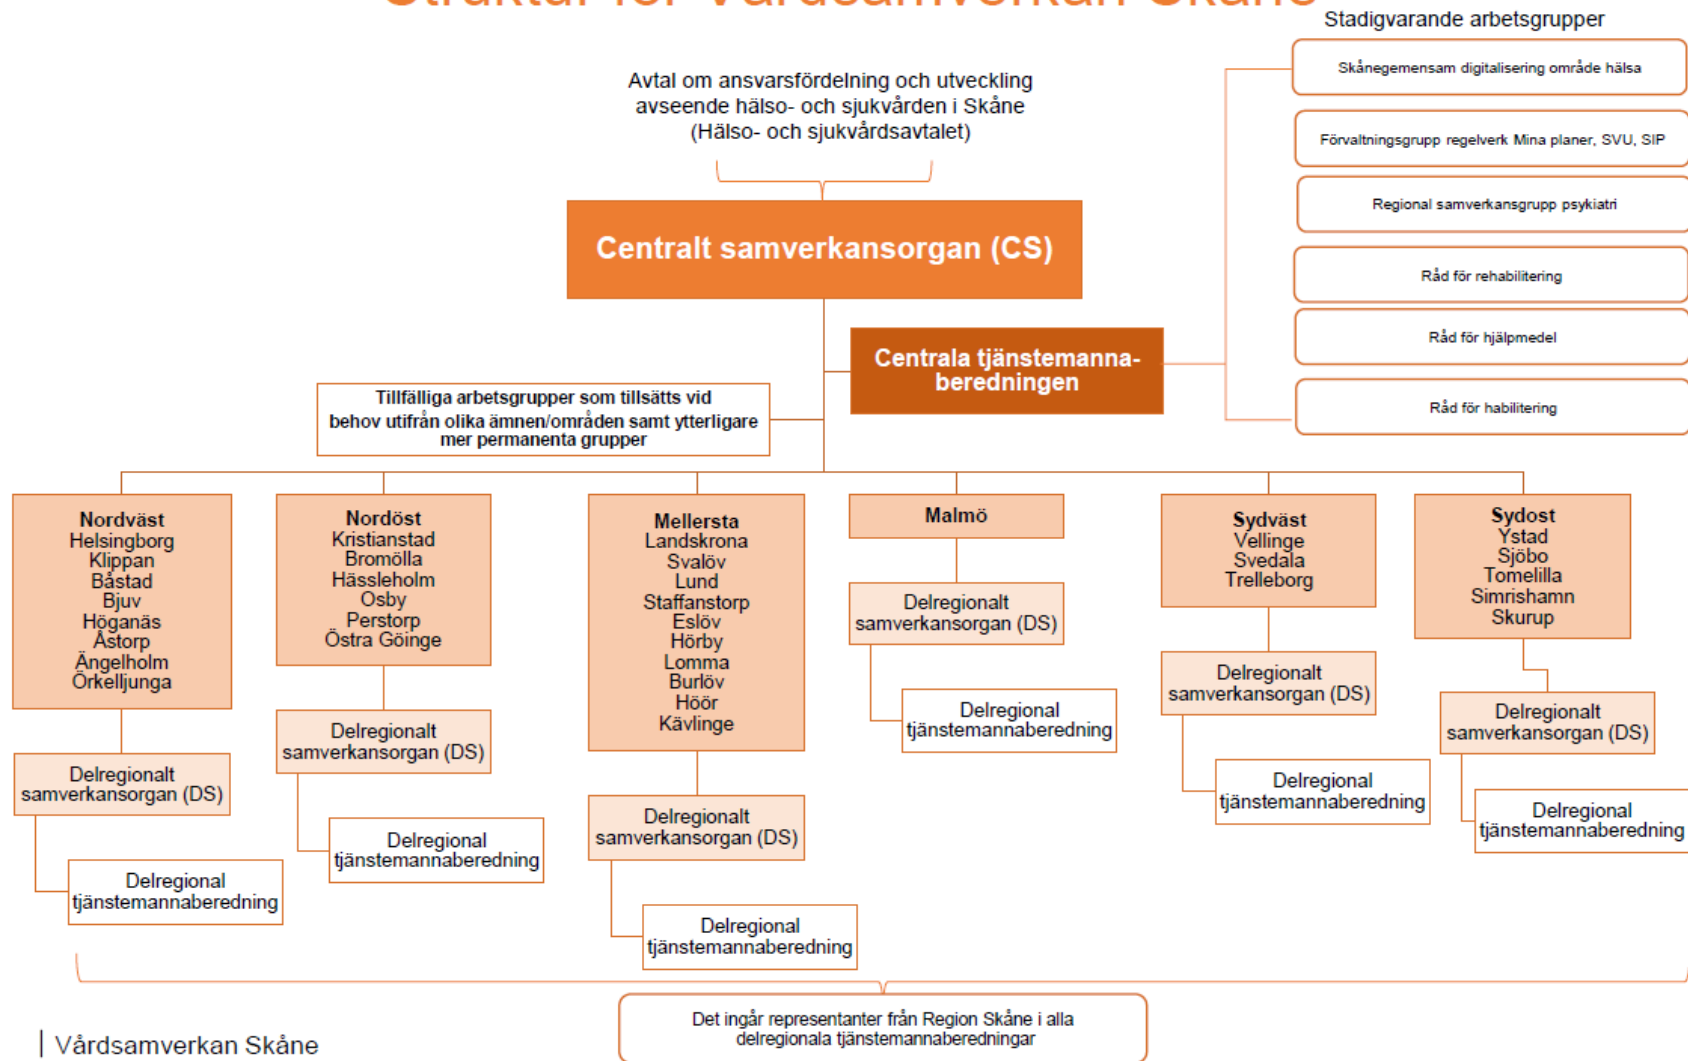 Struktur för Vårdsamverkan Skåne
Stadigvarande arbetsgrupper
Skånegemensam digitalisering område hälsa
Förvaltningsgrupp regelverk Mina planer, SVU, SIP
Regional samverkansgrupp psykiatri
Råd för rehabilitering
Råd för hjälpmedel
Råd för habilitering
Avtal om ansvarsfördelning och utveckling
avseende hälso- och sjukvården i Skåne
(Hälso- och sjukvårdsavtalet)
Centralt samverkansorgan (CS)
Centrala tjänstemanna-
beredningen
Tillfälliga arbetsgrupper som tillsätts vid
behov utifrån olika ämnen/områden samt ytterligare
mer permanenta grupper
Nordväst
Helsingborg
Klippan
Båstad
Bjuv
Höganäs
Åstorp
Ängelholm
Örkelljunga
Delregionalt
samverkansorgan (DS)
Delregional
tjänstemannaberedning
Nordöst
Kristianstad
Bromölla
Hässleholm
Osby
Perstorp
Östra Göinge
Delregionalt
samverkansorgan (DS)
Delregional
tjänstemannaberedning
Mellersta
Landskrona
Svalöv
Lund
Staffanstorp
Eslöv
Hörby
Lomma
Burlöv
Höör
Kävlinge
Delregionalt
samverkansorgan (DS)
Delregional
tjänstemannaberedning
Malmö
Delregionalt
samverkansorgan (DS)
Delregional
tjänstemannaberedning
Sydväst
Vellinge
Svedala
Trelleborg
Delregionalt
samverkansorgan (DS)
Delregional
tjänstemannaberedning
Sydost
Ystad
Sjöbo
Tomelilla
Simrishamn
Skurup
Delregionalt
samverkansorgan (DS)
Delregional
tjänstemannaberedning
Det ingår representanter från Region Skåne i alla
delregionala tjänstemannaberedningar
Vårdsamverkan Skåne